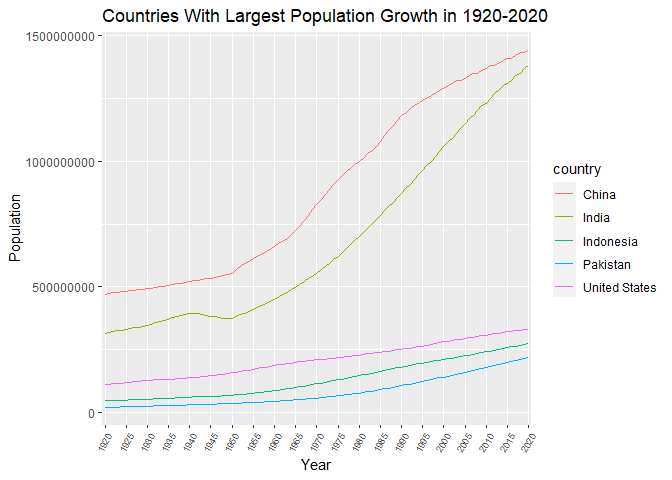 Countries With Largest Population Growth in 1920-2020
1500000000
1000000000
500000000
0
Population
1920 1925 1930 1935 1940 1945 1950 1955 1960 1965 1970 1975 1980 1985 1990 1995 2000 2005 2010 2015 2020
Year
country
China
India
Indonesia
Pakistan
United States